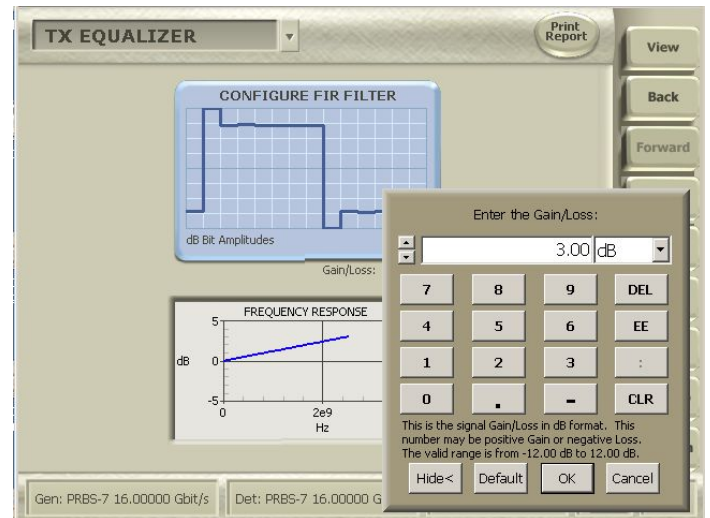 TX EQUALIZER
Print
Report
View
Back
Forward
CONFIGURE FIR FILTER
dB Bit Amplitudes
Gain/Loss:
FREQUENCY RESPONSE
5
dB
0
-5
0
2e9
Hz
Enter the Gain/Loss:
3.00 dB
7 8 9 DEL
4 5 6 EE
1 2 3 :
0 . - CLR
This is the signal Gain/Loss in dB format. This
number may be positive Gain or negative Loss.
The valid range is from -12.00 dB to 12.00 dB.
Hide< Default OK Cancel
Gen: PRBS-7 16.00000 Gbit/s
Det: PRBS-7 16.00000 G